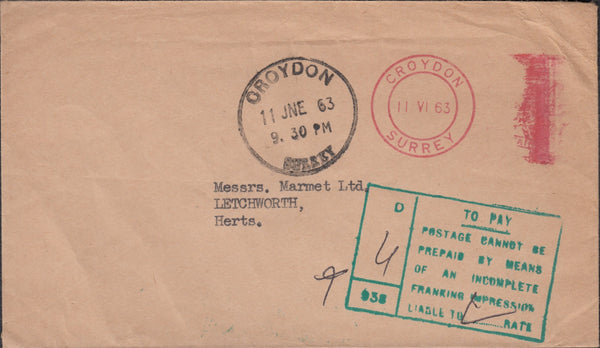 CROYDON
11 JNE 63
9. 30 PM
SURREY
CROYDON
11 VI 63
SURREY
Messrs. Marmet Ltd.
LETCHWORTH,
Herts.
D
4
938
TO PAY
POSTAGE CANNOT BE
PREPAID BY MEANS
OF AN INCOMPLETE
FRANKING IMPRESSION
LIABLE TO RATE